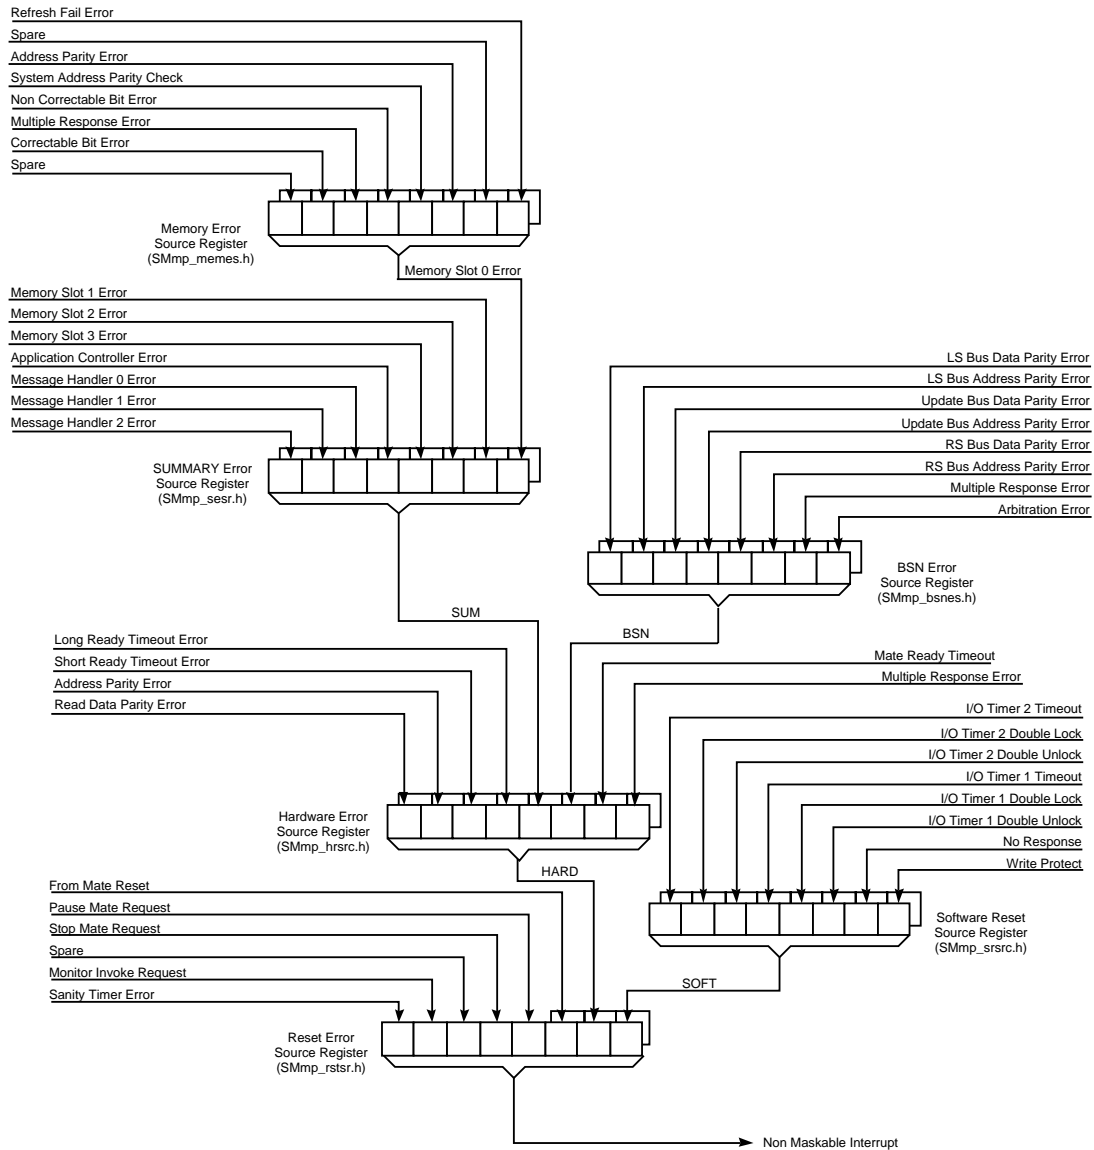 Refresh Fail Error
Spare
Address Parity Error
System Address Parity Check
Non Correctable Bit Error
Multiple Response Error
Correctable Bit Error
Spare
Memory Error
Source Register
(SMmp_memes.h)
Memory Slot 0 Error
Memory Slot 1 Error
Memory Slot 2 Error
Memory Slot 3 Error
Application Controller Error
Message Handler 0 Error
Message Handler 1 Error
Message Handler 2 Error
SUMMARY Error
Source Register
(SMmp_sesr.h)
LS Bus Data Parity Error
LS Bus Address Parity Error
Update Bus Data Parity Error
Update Bus Address Parity Error
RS Bus Data Parity Error
RS Bus Address Parity Error
Multiple Response Error
Arbitration Error
BSN Error
Source Register
(SMmp_bsnes.h)
SUM
BSN
Long Ready Timeout Error
Short Ready Timeout Error
Address Parity Error
Read Data Parity Error
Mate Ready Timeout
Multiple Response Error
Hardware Error
Source Register
(SMmp_hrsrc.h)
I/O Timer 2 Timeout
I/O Timer 2 Double Lock
I/O Timer 2 Double Unlock
I/O Timer 1 Timeout
I/O Timer 1 Double Lock
I/O Timer 1 Double Unlock
No Response
Write Protect
Software Reset
Source Register
(SMmp_srsrc.h)
HARD
SOFT
From Mate Reset
Pause Mate Request
Stop Mate Request
Spare
Monitor Invoke Request
Sanity Timer Error
Reset Error
Source Register
(SMmp_rstsr.h)
Non Maskable Interrupt